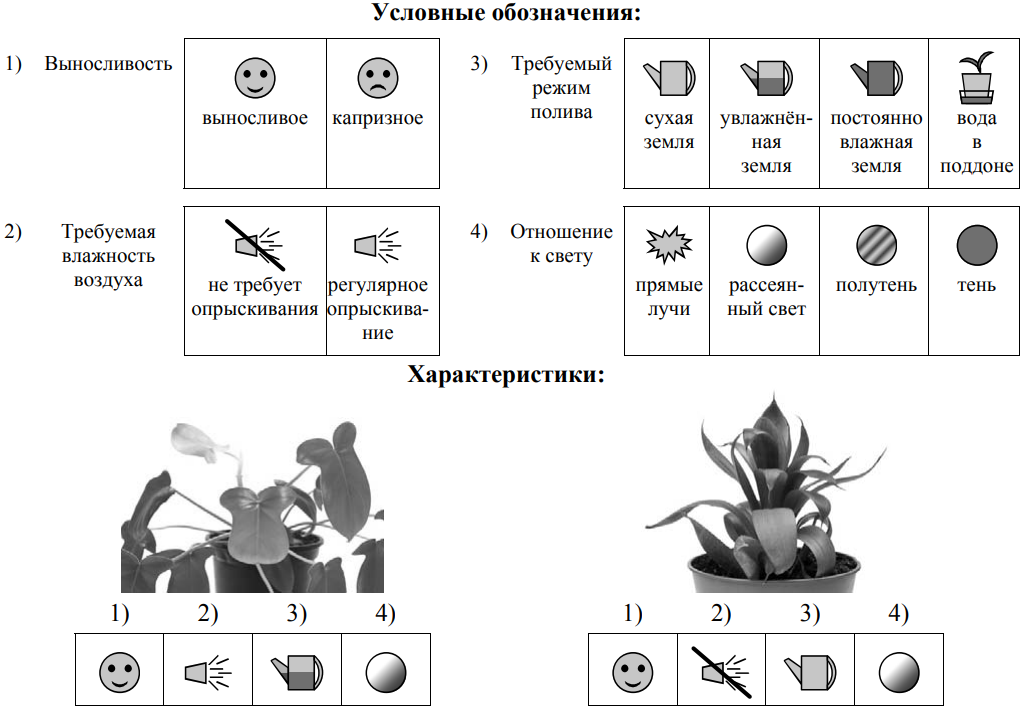 Условные обозначения:
1) Выносливость
выносливое
капризное
3) Требуемый
режим
полива
сухая
земля
увлажнён-
ная
земля
постоянно
влажная
земля
вода
в
поддоне
2) Требуемая
влажность
воздуха
не требует
опрыскивания
регулярное
опрыскива-
ние
4) Отношение
к свету
прямые
лучи
рассеян-
ный свет
полутень
тень
Характеристики:
1) 2) 3) 4)
1) 2) 3) 4)